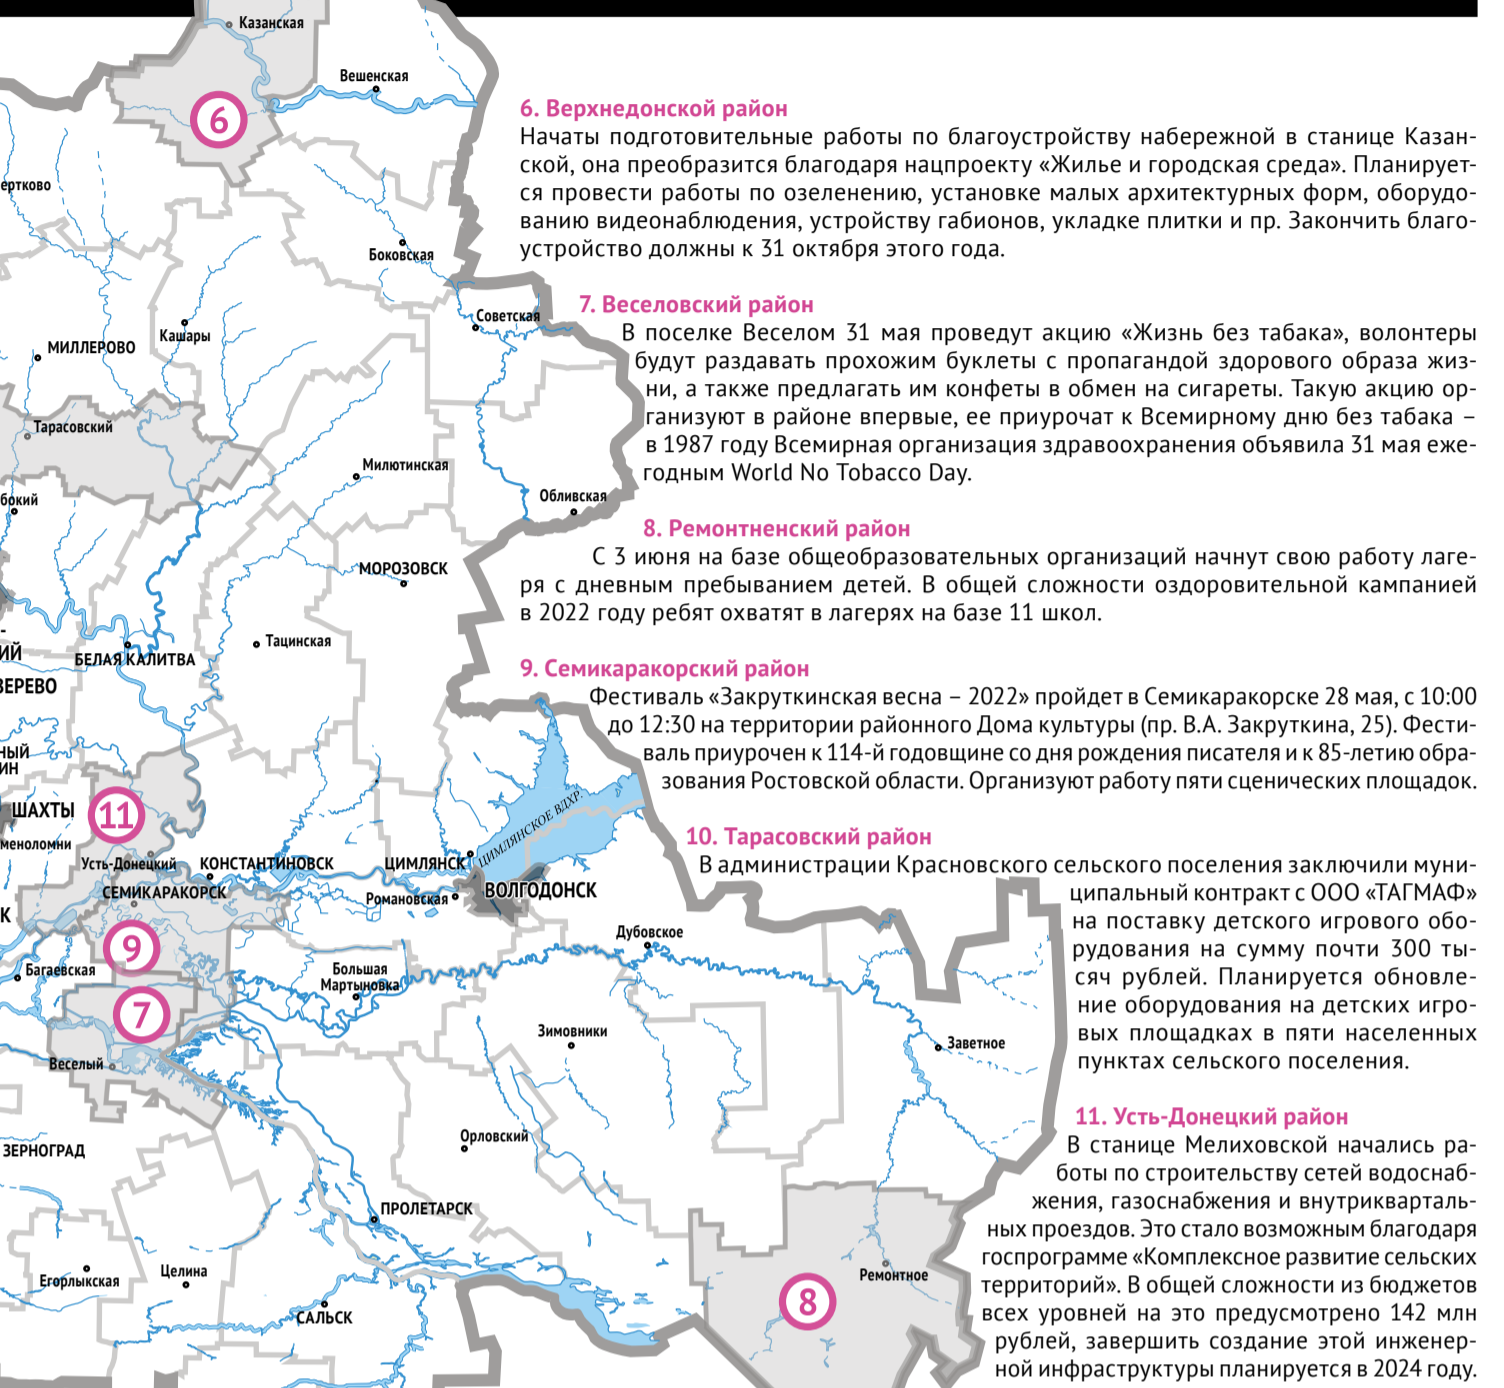 Казанская
Вешенская
6
ертково
Боковская
Советская
Кашары
МИЛЛЕРОВО
Тарасовский
Милютинская
бокий
Обливская
МОРОЗОВСК
Тацинская
-
ИЙ
БЕЛАЯ КАЛИТВА
ЗЕРЕВО
НЫЙ
ИН
ШАХТЫ
11
меноломни
Усть-Донецкий
КОНСТАНТИНОВСК
ЦИМЛЯНСК
ЦИМЛЯНСКОЕ ВДХР.
СЕМИКАРАКОРСК
Романовская
ВОЛГОДОНСК
К
9
Дубовское
Багаевская
Большая
Мартыновка
7
Зимовники
Заветное
Веселый
Орловский
ЗЕРНОГРАД
ПРОЛЕТАРСК
Егорлыкская
Целина
Ремонтное
8
САЛЬСК
6. Верхнедонской район
Начаты подготовительные работы по благоустройству набережной в станице Казан-
ской, она преобразится благодаря нацпроекту «Жилье и городская среда». Планирует-
ся провести работы по озеленению, установке малых архитектурных форм, оборудо-
ванию видеонаблюдения, устройству габионов, укладке плитки и пр. Закончить благо-
устройство должны к 31 октября этого года.
7. Веселовский район
В поселке Веселом 31 мая проведут акцию «Жизнь без табака», волонтеры
будут раздавать прохожим буклеты с пропагандой здорового образа жиз-
ни, а также предлагать им конфеты в обмен на сигареты. Такую акцию ор-
ганизуют в районе впервые, ее приурочат к Всемирному дню без табака –
в 1987 году Всемирная организация здравоохранения объявила 31 мая еже-
годным World No Tobacco Day.
8. Ремонтненский район
С 3 июня на базе общеобразовательных организаций начнут свою работу лаге-
ря с дневным пребыванием детей. В общей сложности оздоровительной кампанией
в 2022 году ребят охватят в лагерях на базе 11 школ.
9. Семикаракорский район
Фестиваль «Закруткинская весна – 2022» пройдет в Семикаракорске 28 мая, с 10:00
до 12:30 на территории районного Дома культуры (пр. В.А. Закруткина, 25). Фести-
валь приурочен к 114-й годовщине со дня рождения писателя и к 85-летию обра-
зования Ростовской области. Организуют работу пяти сценических площадок.
10. Тарасовский район
В администрации Красновского сельского поселения заключили муни-
ципальный контракт с ООО «ТАГМАФ»
на поставку детского игрового обо-
рудования на сумму почти 300 ты-
сяч рублей. Планируется обновле-
ние оборудования на детских игро-
вых площадках в пяти населенных
пунктах сельского поселения.
11. Усть-Донецкий район
В станице Мелиховской начались ра-
боты по строительству сетей водоснаб-
жения, газоснабжения и внутрикварталь-
ных проездов. Это стало возможным благодаря
госпрограмме «Комплексное развитие сельских
территорий». В общей сложности из бюджетов
всех уровней на это предусмотрено 142 млн
рублей, завершить создание этой инженер-
ной инфраструктуры планируется в 2024 году.